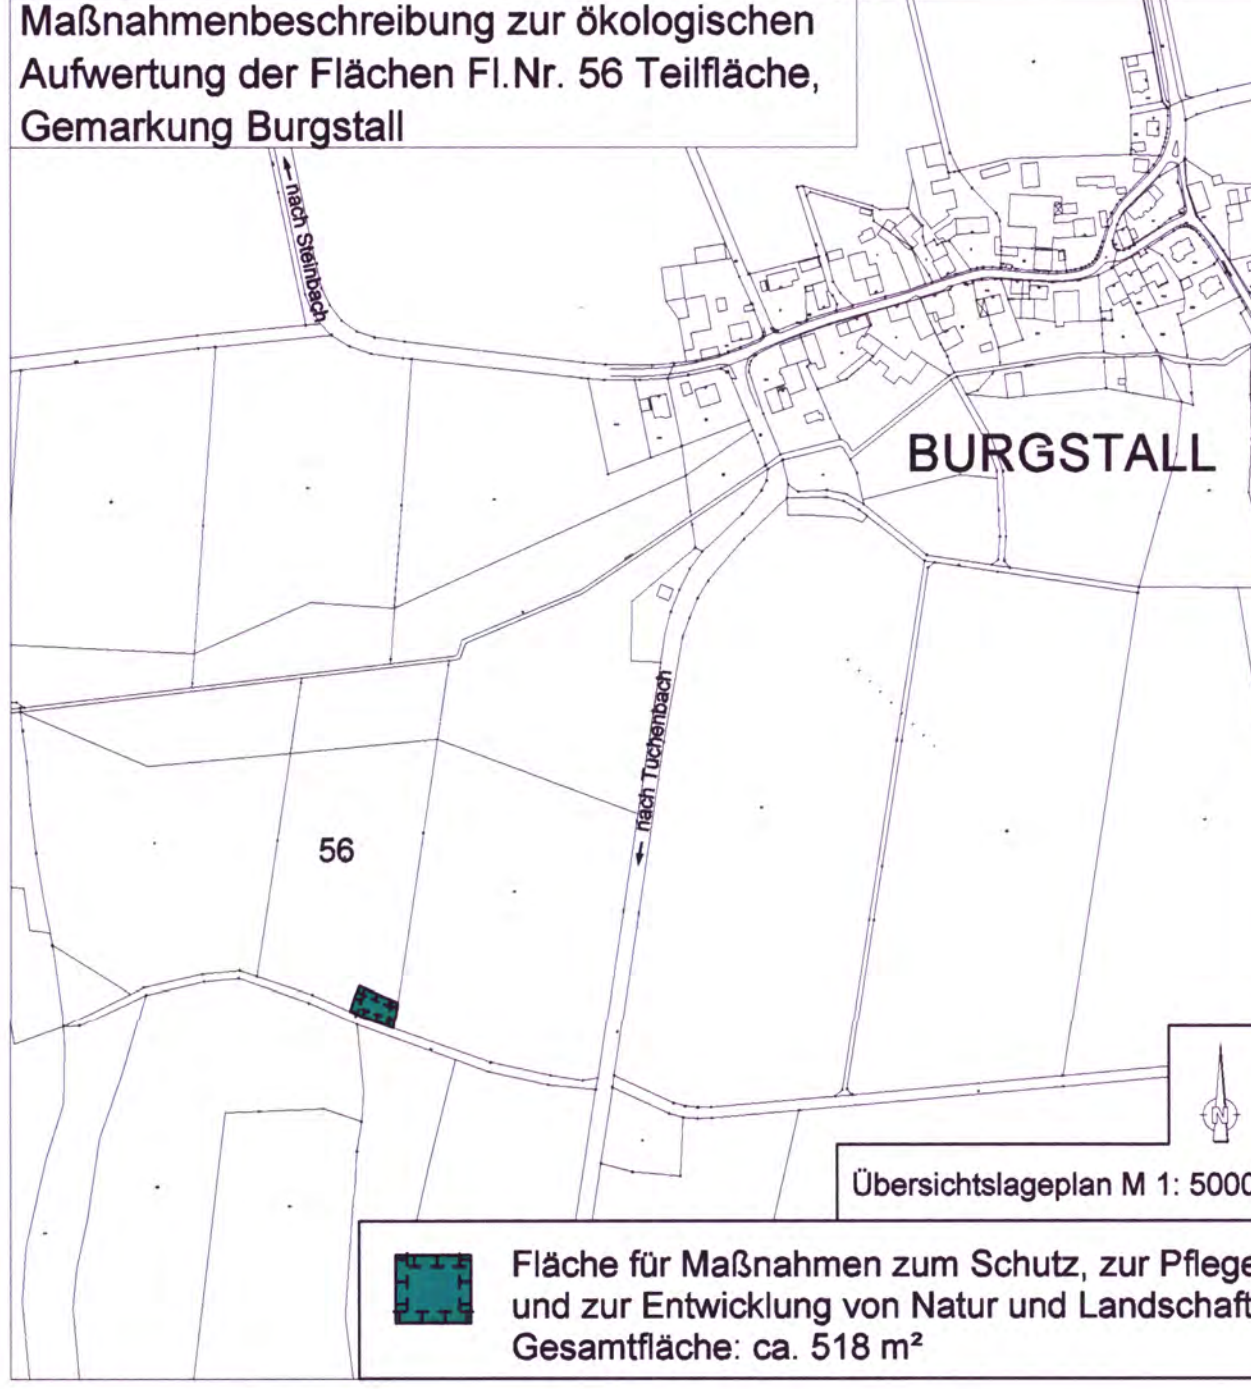 Maßnahmenbeschreibung zur ökologischen
Aufwertung der Flächen Fl.Nr. 56 Teilfläche,
Gemarkung Burgstall
nach Steinbach
BURGSTALL
nach Tuchenbach
56
N
Übersichtslageplan M 1: 5000
Fläche für Maßnahmen zum Schutz, zur Pflege
und zur Entwicklung von Natur und Landschaft
Gesamtfläche: ca. 518 m²